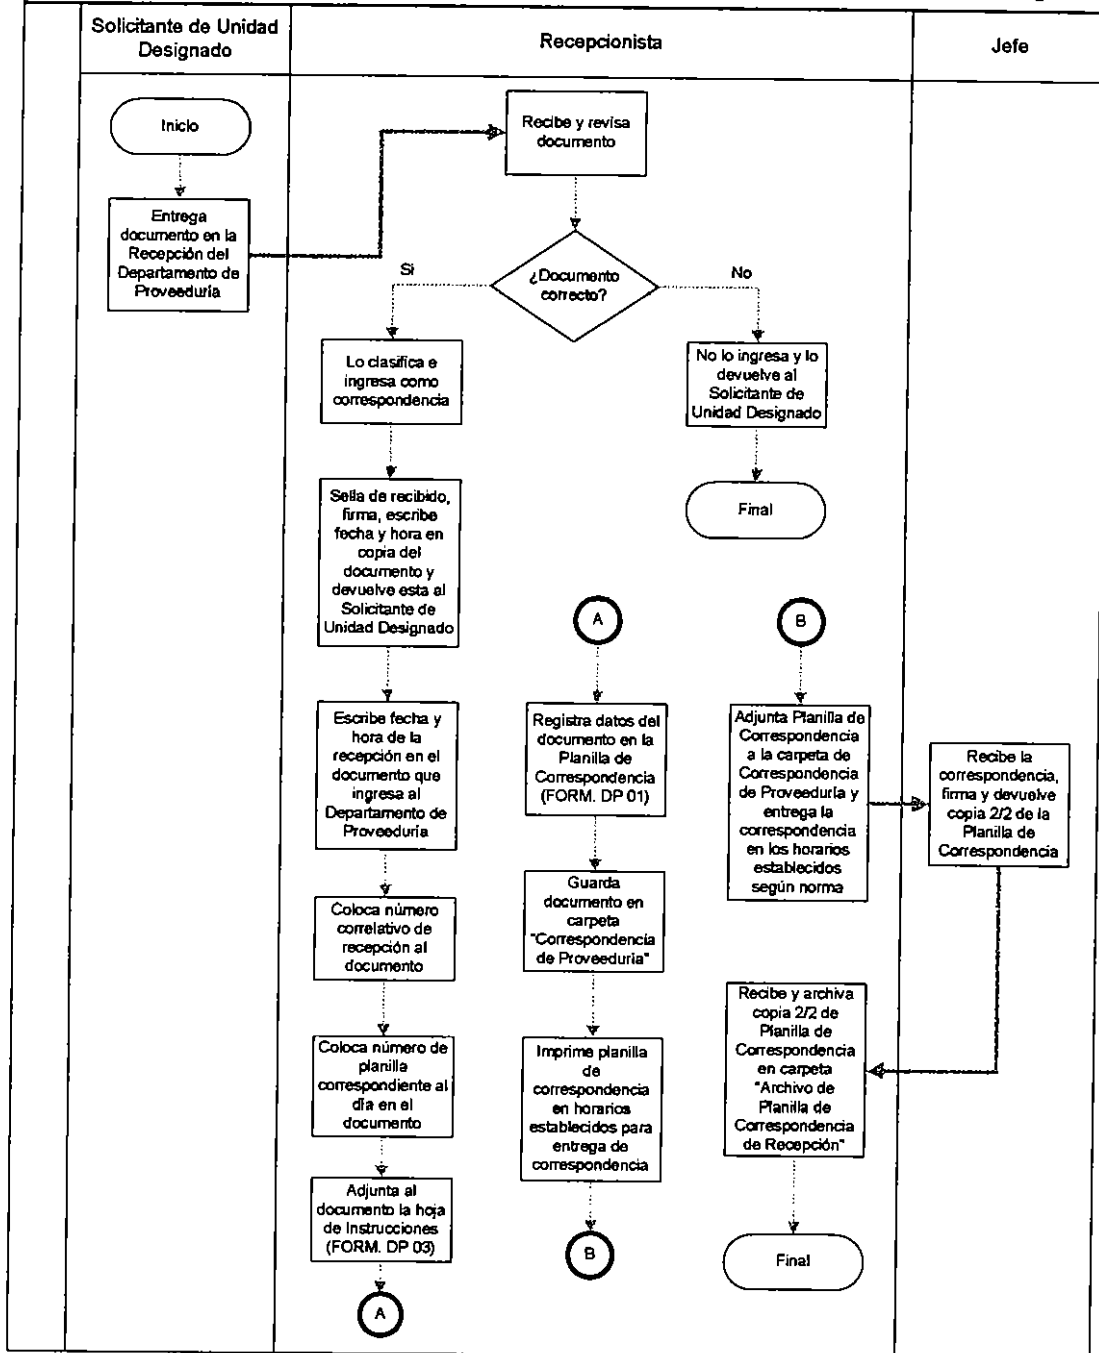 Solicitante de Unidad
Designado
Recepcionista
Jefe
Inicio
Entrega
documento en la
Recepción del
Departamento de
Proveeduría
Recibe y revisa
documento
¿Documento
correcto?
Si
No
Lo clasifica e
ingresa como
correspondencia
No lo ingresa y lo
devuelve al
Solicitante de
Unidad Designado
Final
Sella de recibido,
firma, escribe
fecha y hora en
copia del
documento y
devuelve esta al
Solicitante de
Unidad Designado
Escribe fecha y
hora de la
recepción en el
documento que
ingresa al
Departamento de
Proveeduría
Coloca número
correlativo de
recepción al
documento
Coloca número de
planilla
correspondiente al
día en el
documento
Adjunta al
documento la hoja
de Instrucciones
(FORM. DP 03)
A
A
Registra datos del
documento en la
Planilla de
Correspondencia
(FORM. DP 01)
Guarda
documento en
carpeta
"Correspondencia
de Proveeduría"
Imprime planilla
de
correspondencia
en horarios
establecidos para
entrega de
correspondencia
B
B
Adjunta Planilla de
Correspondencia
a la carpeta de
Correspondencia
de Proveeduría y
entrega la
correspondencia
en los horarios
establecidos
según norma
Recibe la
correspondencia,
firma y devuelve
copia 2/2 de la
Planilla de
Correspondencia
Recibe y archiva
copia 2/2 de
Planilla de
Correspondencia
en carpeta
"Archivo de
Planilla de
Correspondencia
de Recepción"
Final